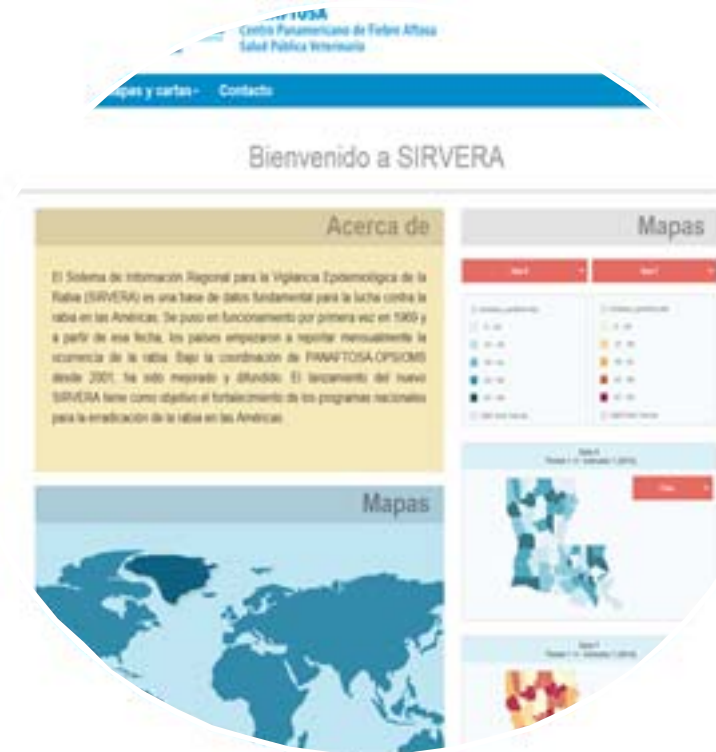 PANAFTOSA
Centro Panamericano de Fiebre Aftosa
Salud Pública Veterinaria
Mapas y cartas Contacto
Bienvenido a SIRVERA
Acerca de
El Sistema de Información Regional para la Vigilancia Epidemiológica de la
Rabia (SIRVERA) es una base de datos fundamental para la lucha contra la
rabia en las Américas. Se puso en funcionamiento por primera vez en 1969 y
a partir de esa fecha, los países empezaron a reportar mensualmente la
ocurrencia de la rabia. Bajo la coordinación de PANAFTOSA-OPS/OMS
desde 2001, ha sido mejorado y difundido. El lanzamiento del nuevo
SIRVERA tiene como objetivo el fortalecimiento de los programas nacionales
para la erradicación de la rabia en las Américas.
Mapas
Mapas